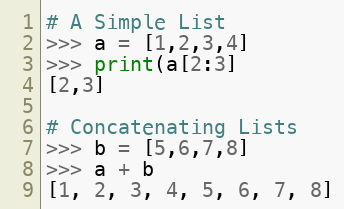 1 # A Simple List
2 >>> a = [1,2,3,4]
3 >>> print(a[2:3]
4 [2,3]
5
6 # Concatenating Lists
7 >>> b = [5,6,7,8]
8 >>> a + b
9 [1, 2, 3, 4, 5, 6, 7, 8]